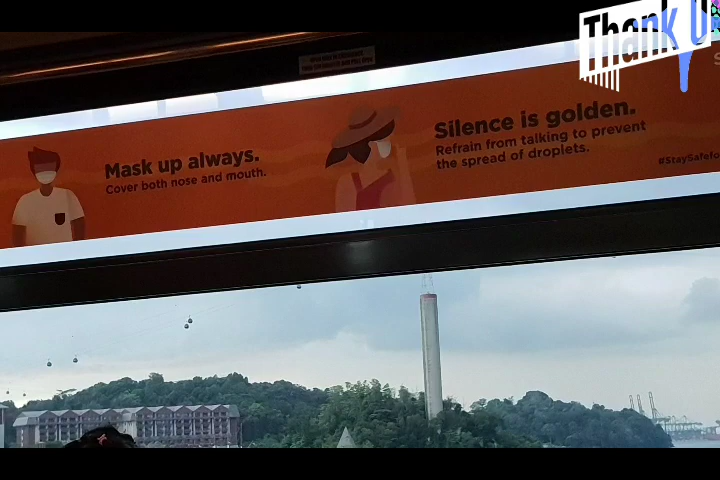 Thank U
Mask up always.
Cover both nose and mouth.
Silence is golden.
Refrain from talking to prevent
the spread of droplets.
#StaySafefo